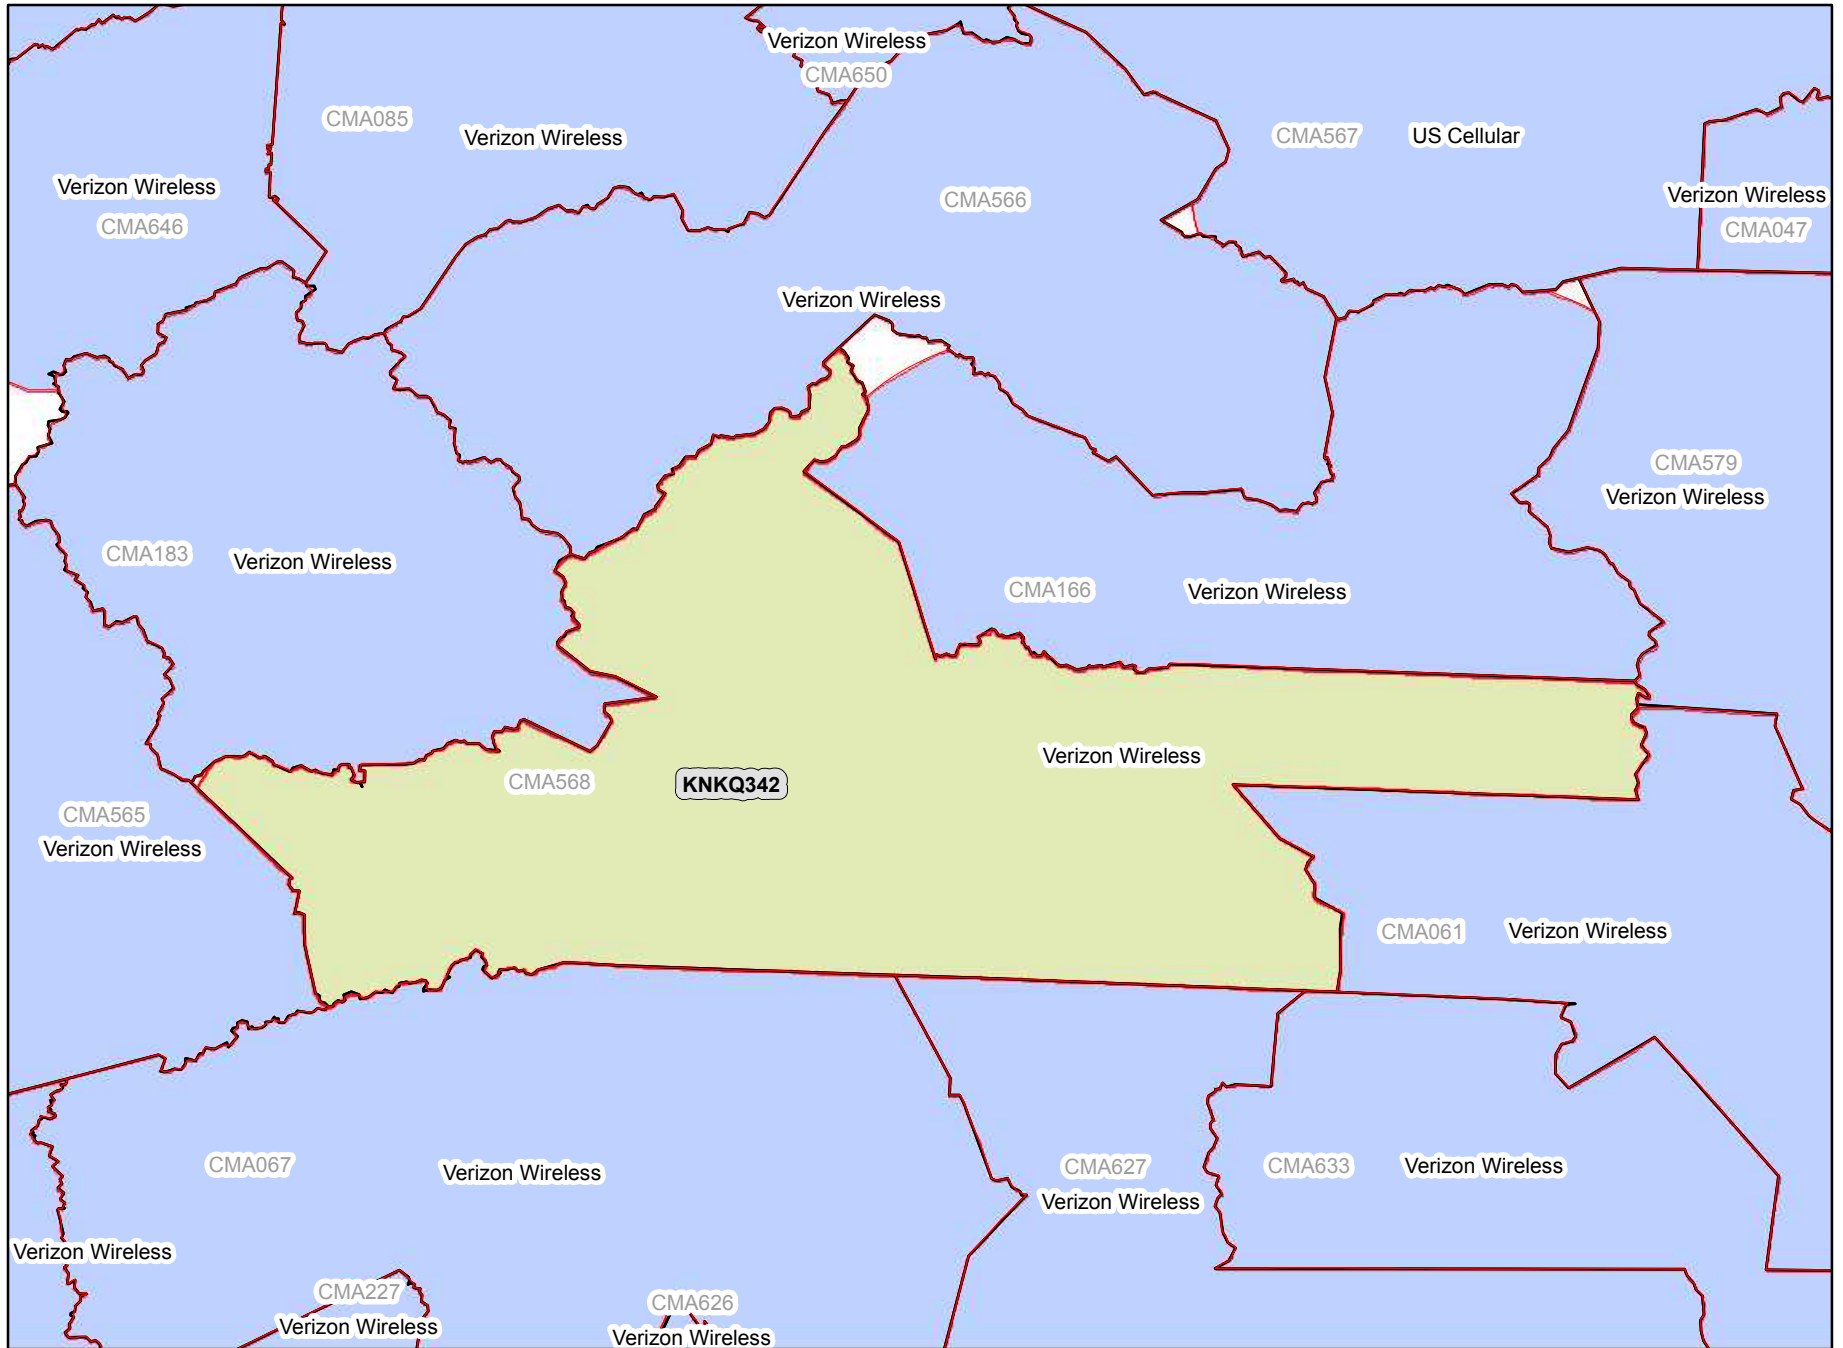 Verizon Wireless
CMA650
CMA085
Verizon Wireless
CMA567
US Cellular
Verizon Wireless
CMA646
Verizon Wireless
CMA047
CMA566
Verizon Wireless
CMA579
Verizon Wireless
CMA183
Verizon Wireless
CMA166
Verizon Wireless
Verizon Wireless
CMA568
KNKQ342
CMA565
Verizon Wireless
CMA061
Verizon Wireless
CMA067
Verizon Wireless
CMA627
Verizon Wireless
CMA633
Verizon Wireless
Verizon Wireless
CMA227
Verizon Wireless
CMA626
Verizon Wireless